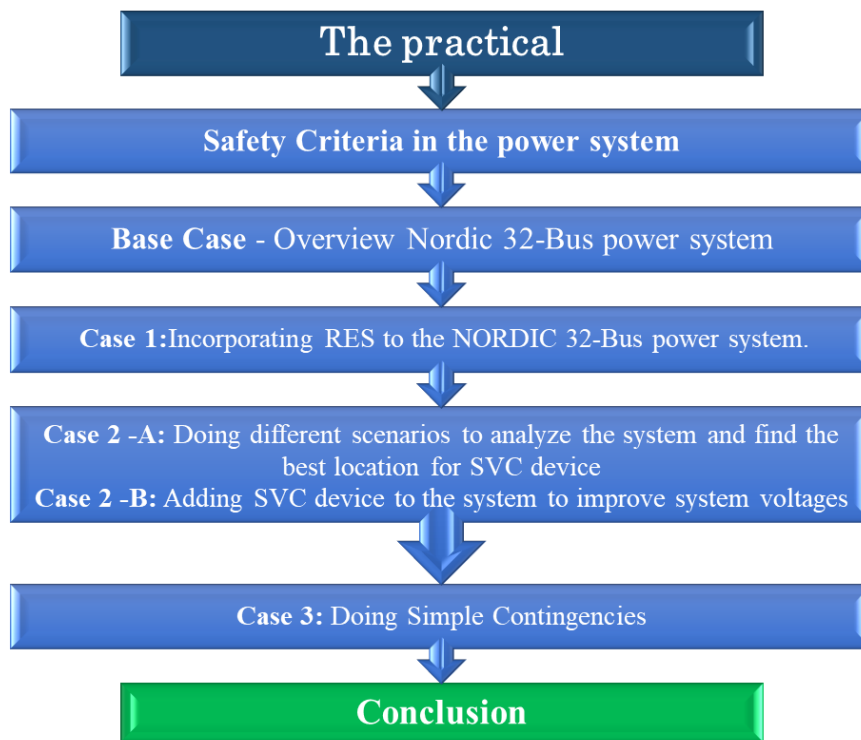 The practical
Safety Criteria in the power system
Base Case - Overview Nordic 32-Bus power system
Case 1:Incorporating RES to the NORDIC 32-Bus power system.
Case 2 -A: Doing different scenarios to analyze the system and find the
best location for SVC device
Case 2 -B: Adding SVC device to the system to improve system voltages
Case 3: Doing Simple Contingencies
Conclusion